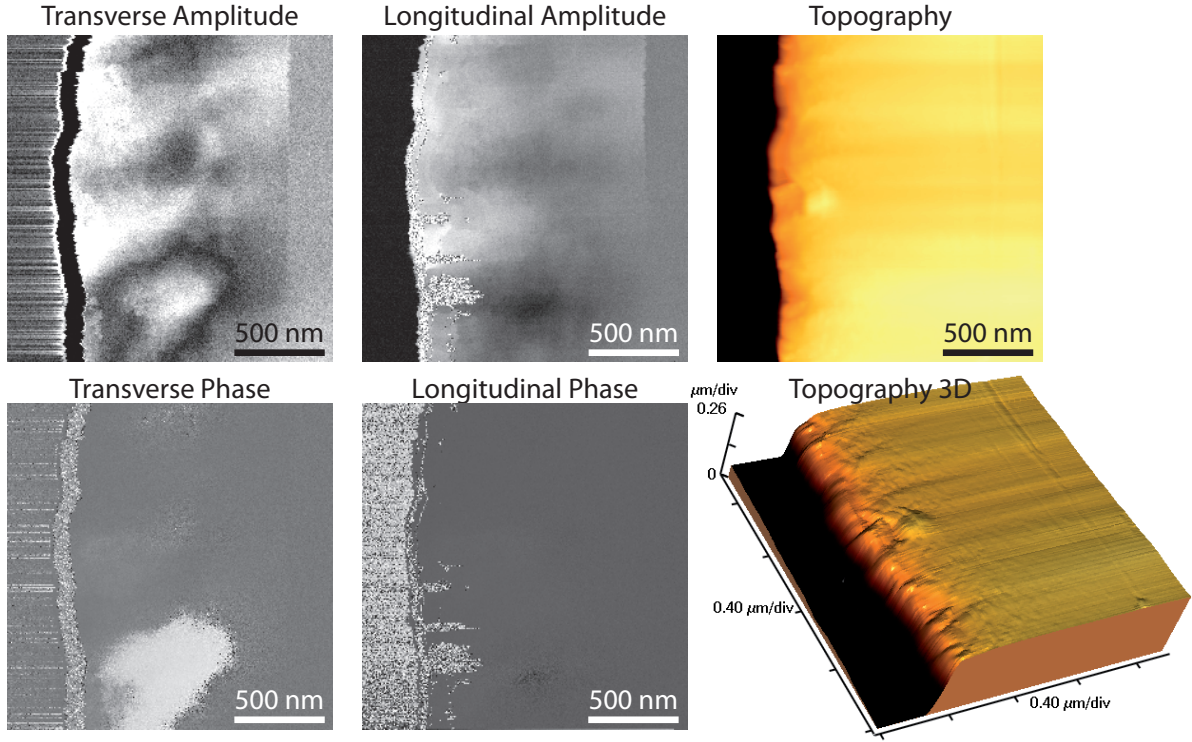 Transverse Amplitude
Longitudinal Amplitude
Topography
500 nm
500 nm
500 nm
Transverse Phase
Longitudinal Phase
Topography 3D
µm/div
0.26
0
0.40 µm/div
0.40 µm/div
500 nm
500 nm